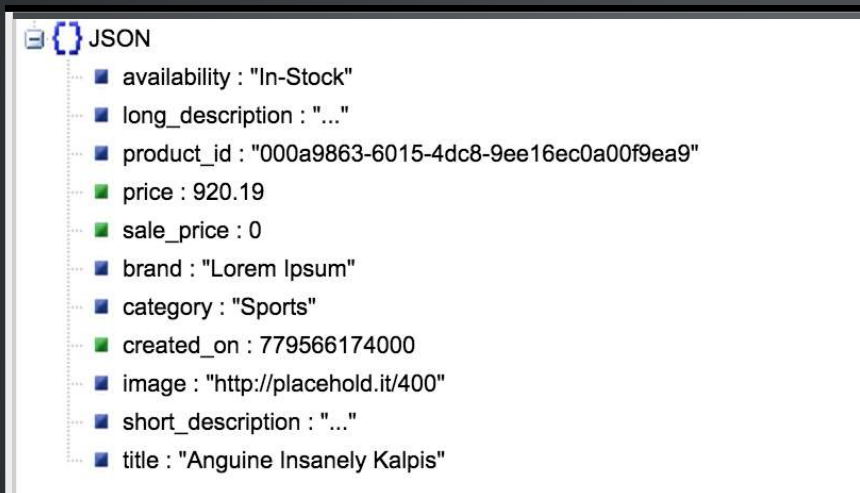 JSON
availability : "In-Stock"
long_description : "..."
product_id : "000a9863-6015-4dc8-9ee16ec0a00f9ea9"
price : 920.19
sale_price : 0
brand : "Lorem Ipsum"
category : "Sports"
created_on : 779566174000
image : "http://placehold.it/400"
short_description : "..."
title : "Anguine Insanely Kalpis"